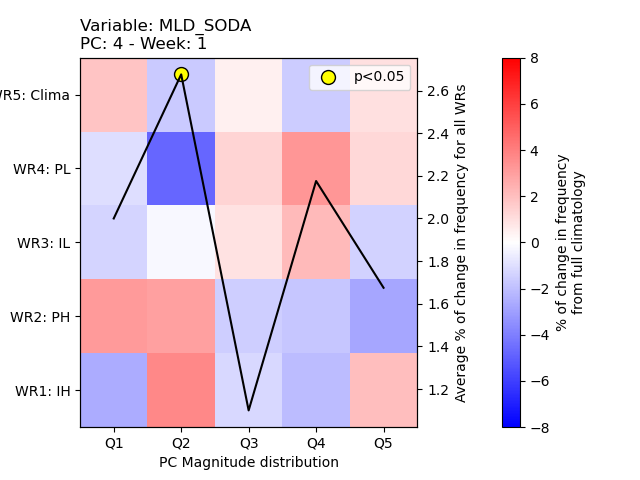 Variable: MLD_SODA
PC: 4 - Week: 1
p<0.05
WR5: Clima
WR4: PL
WR3: IL
WR2: PH
WR1: IH
Q1 Q2 Q3 Q4 Q5
PC Magnitude distribution
2.6
2.4
2.2
2.0
1.8
1.6
1.4
1.2
Average % of change in frequency for all WRs
8
6
4
2
0
−2
−4
−6
−8
% of change in frequency
from full climatology